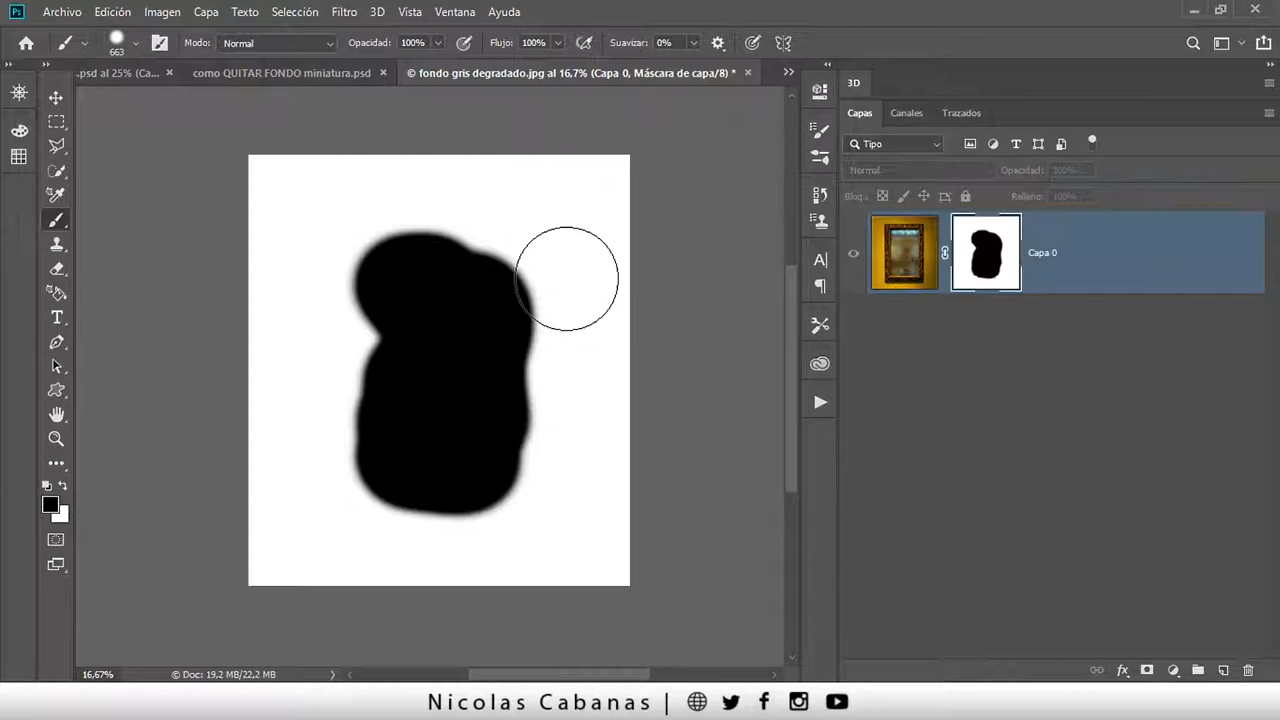 Ps Archivo Edición Imagen Capa Texto Selección Filtro 3D Vista Ventana Ayuda
663 Modo: Normal Opacidad: 100% Flujo: 100% Suavizar: 0%
.psd al 25% (Ca... × como QUITAR FONDO miniatura.psd × © fondo gris degradado.jpg al 16,7% (Capa 0, Máscara de capa/8) * ×
3D
Capas Canales Trazados
Tipo
Normal Opacidad: 100%
Bloq.: Relleno: 100%
Capa 0
16,67% © Doc: 19,2 MB/22,2 MB
Nicolas Cabanas |